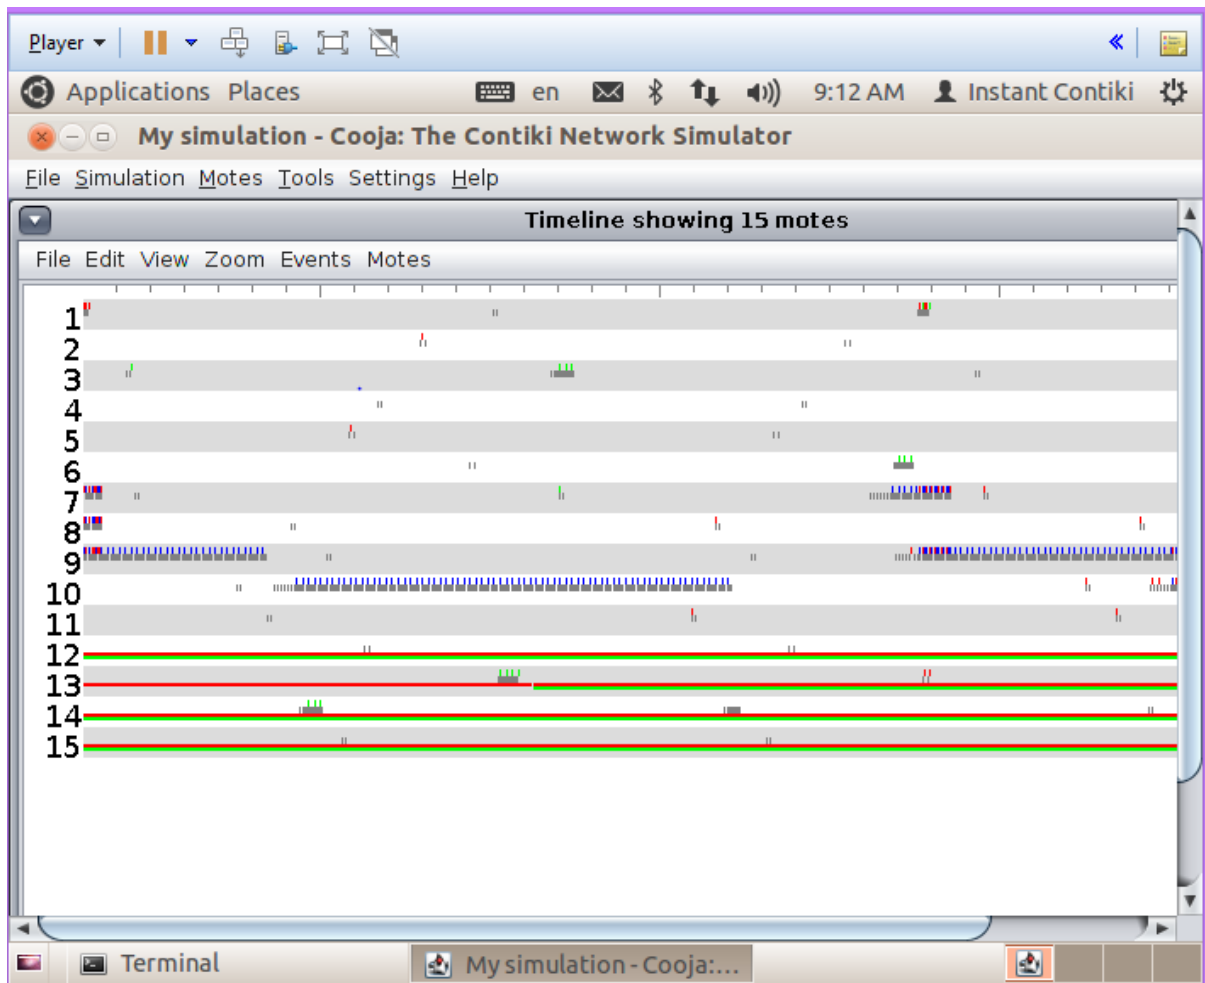 Player
Applications Places en 9:12 AM Instant Contiki
My simulation - Cooja: The Contiki Network Simulator
File Simulation Motes Tools Settings Help
Timeline showing 15 motes
File Edit View Zoom Events Motes
1
2
3
4
5
6
7
8
9
10
11
12
13
14
15
Terminal My simulation - Cooja:...